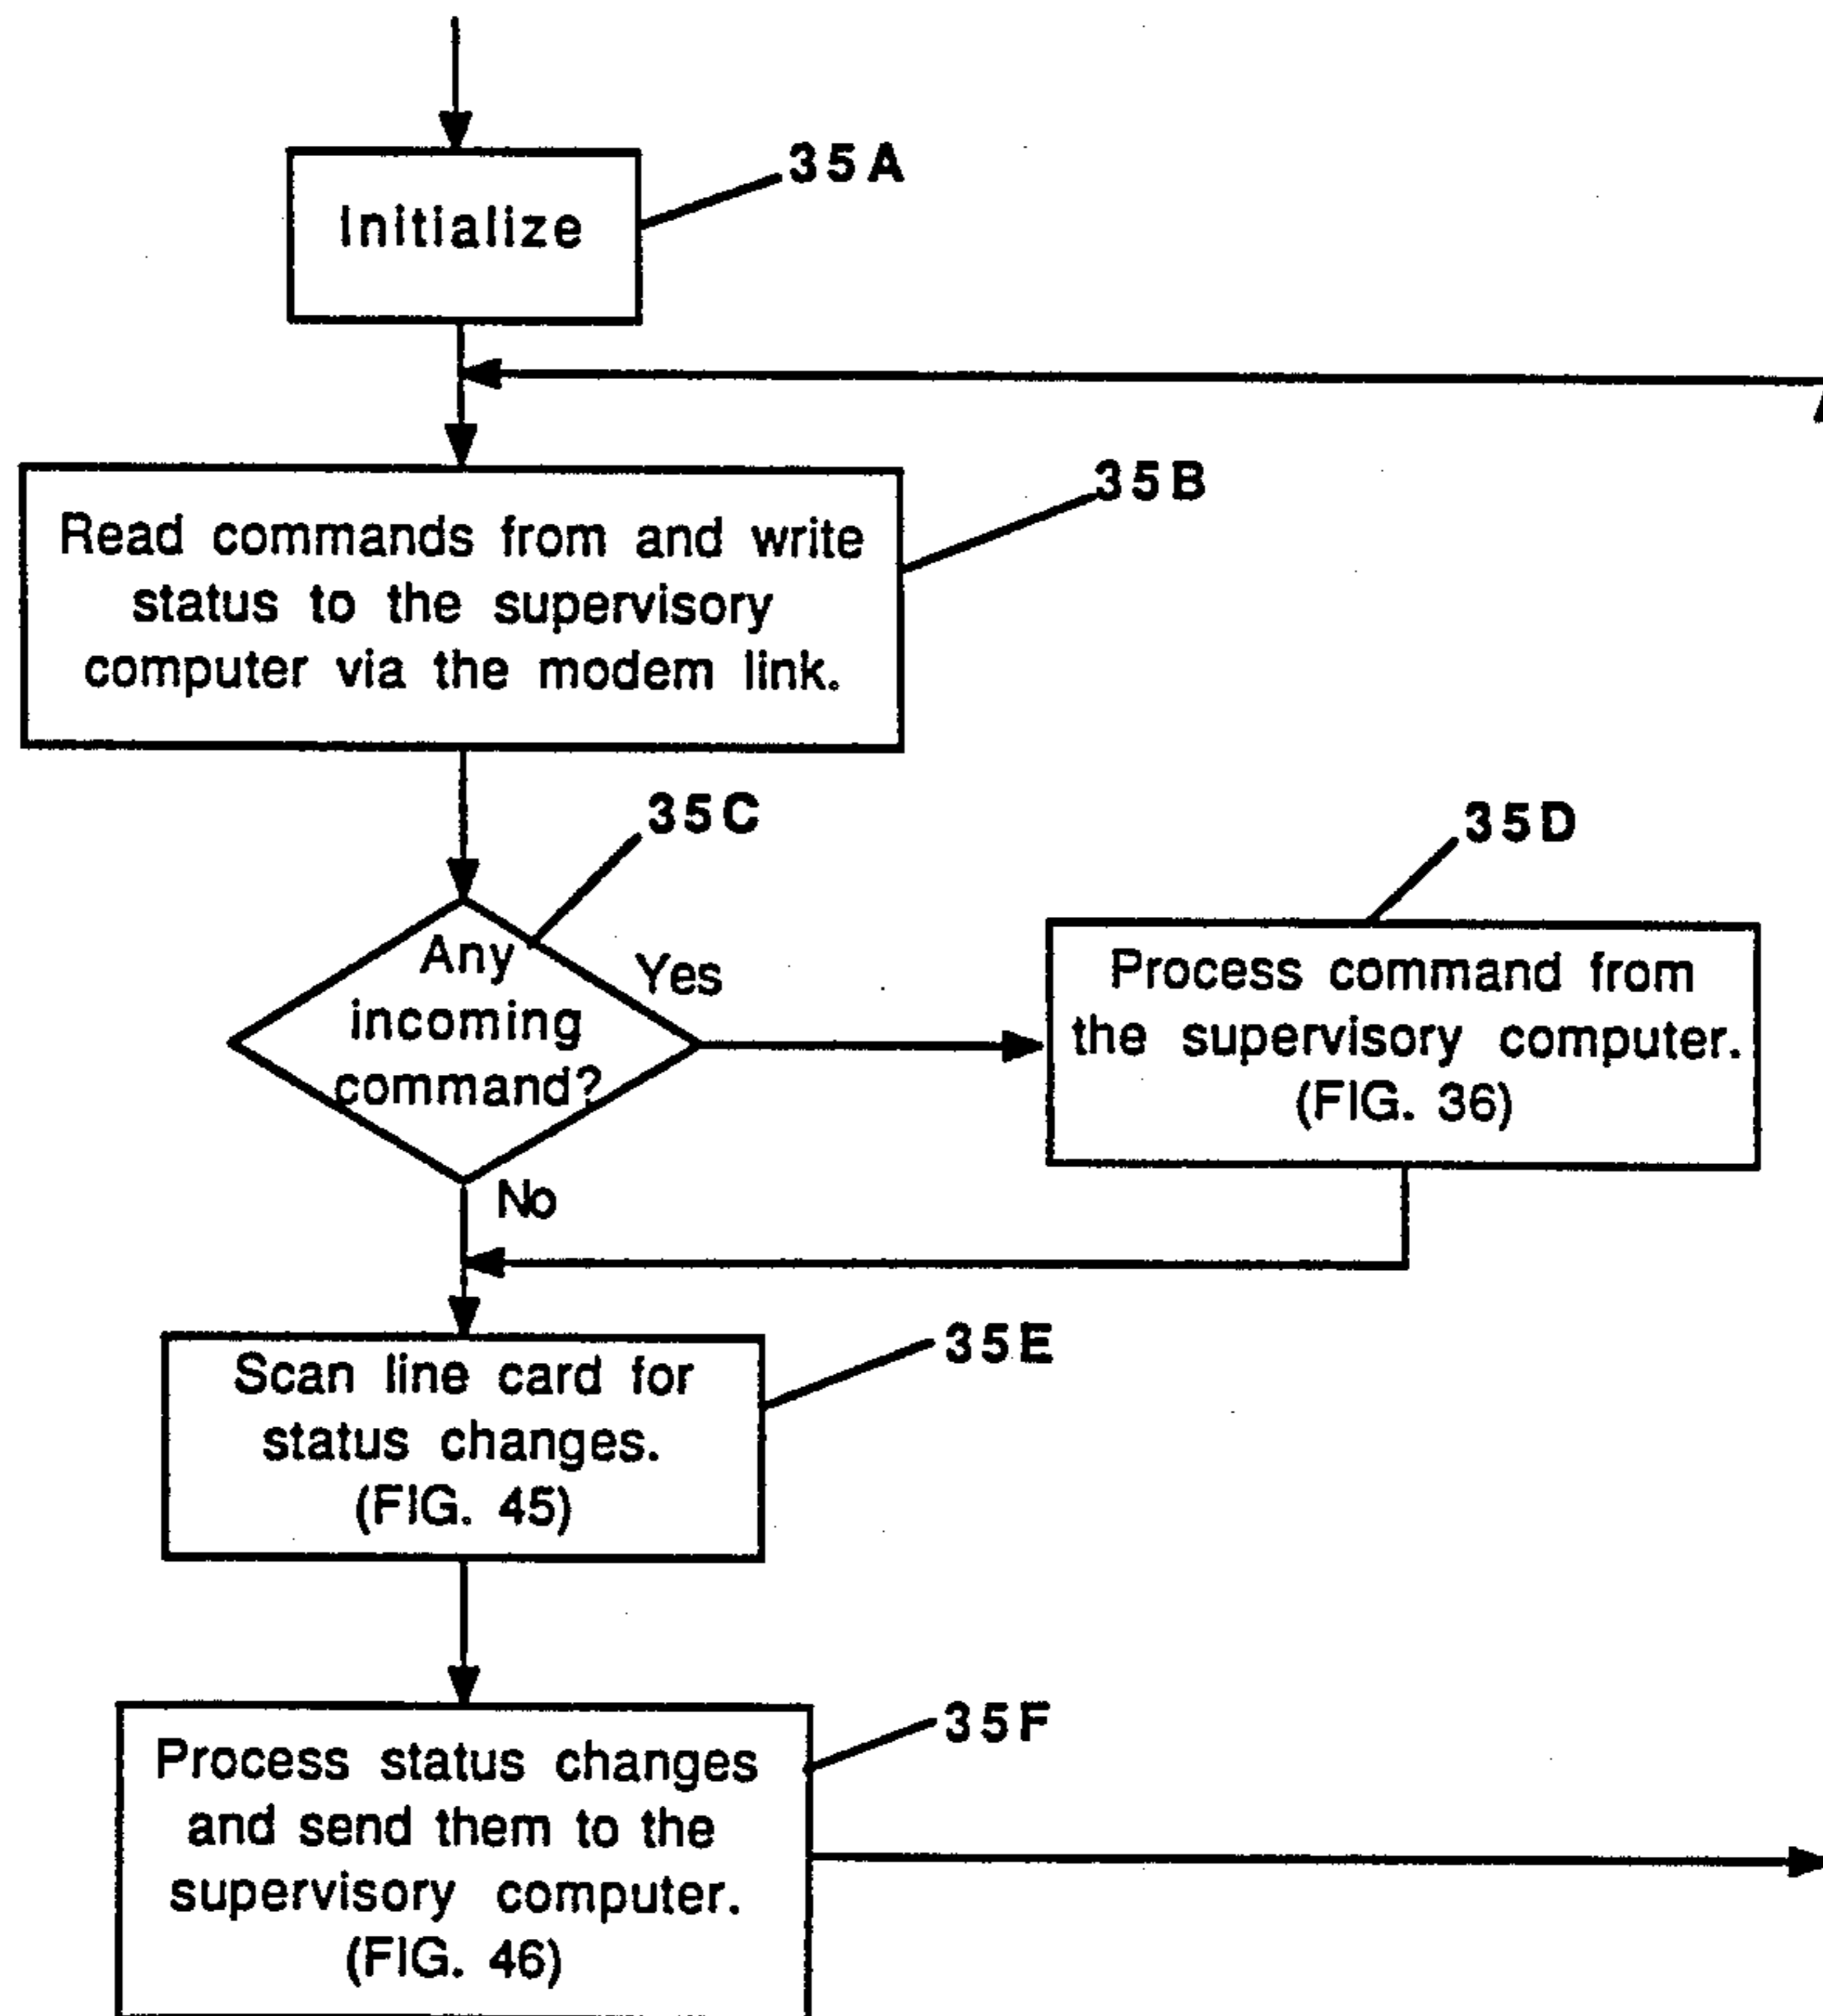 35A
Initialize
35B
Read commands from and write
status to the supervisory
computer via the modem link.
35C
Any
incoming
command?
Yes
No
35D
Process command from
the supervisory computer.
(FIG. 36)
35E
Scan line card for
status changes.
(FIG. 45)
35F
Process status changes
and send them to the
supervisory computer.
(FIG. 46)